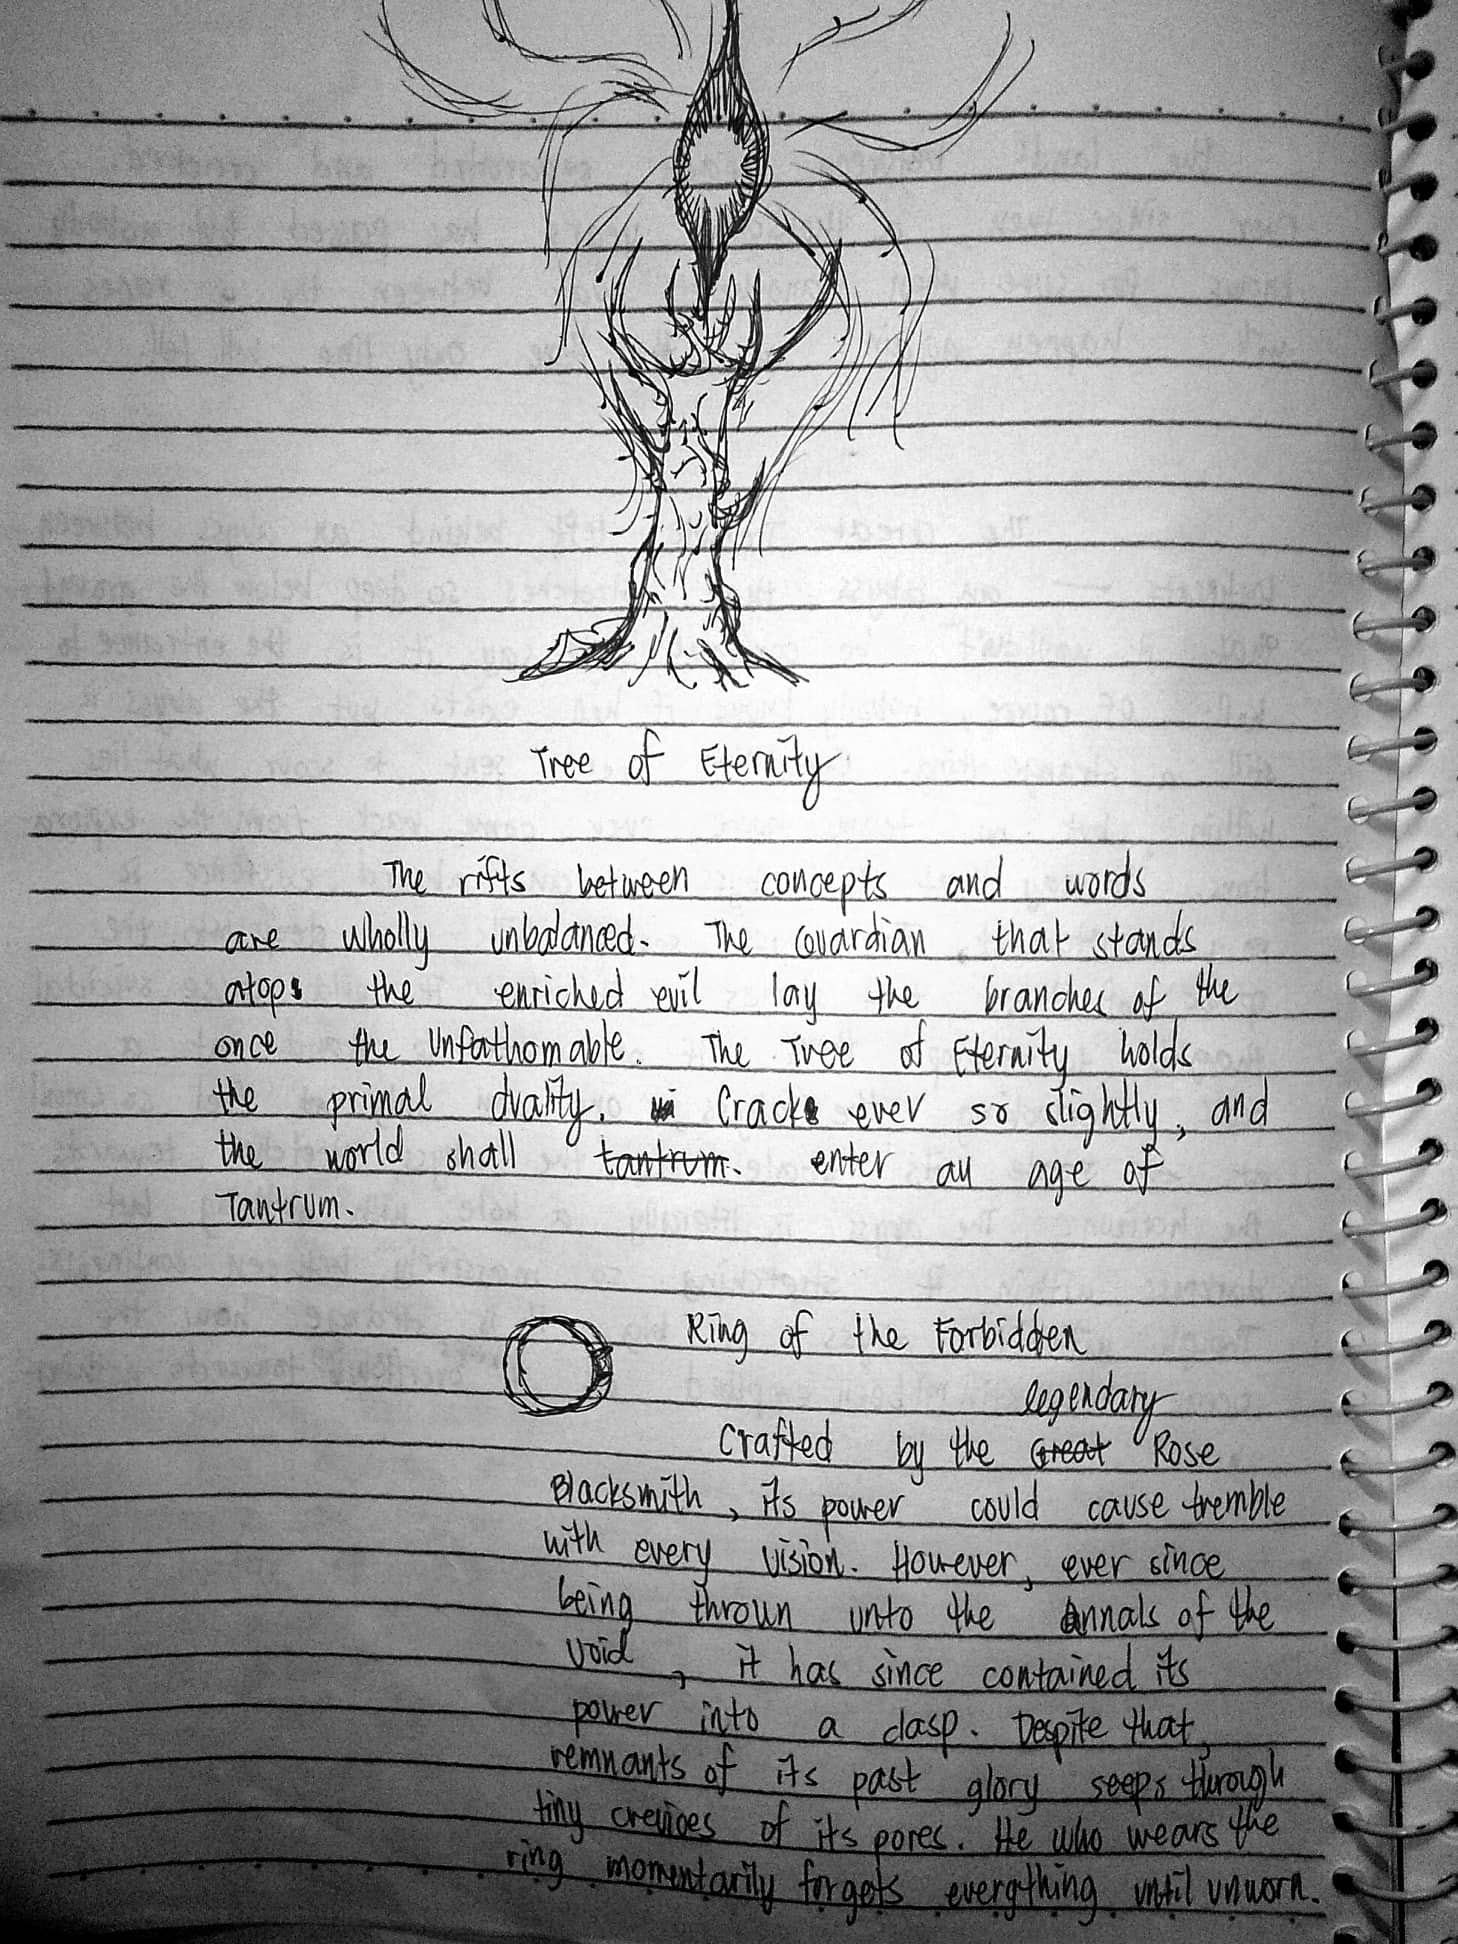 Tree of Eternity
The rifts between concepts and words
are wholly unbalanced. The Guardian that stands
atops the enriched evil lay the branches of the
once the Unfathomable. The Tree of Eternity holds
the primal duality. Crack ever so slightly, and
the world shall tantrum. enter an age of
Tantrum.
Ring of the Forbidden
legendary
Crafted by the Great Rose
Blacksmith, its power could cause tremble
with every vision. However, ever since
being thrown unto the Annals of the
Void, it has since contained its
power into a clasp. Despite that,
remnants of its past glory seeps through
tiny crevices of its pores. He who wears the
ring momentarily forgets everything until unworn.